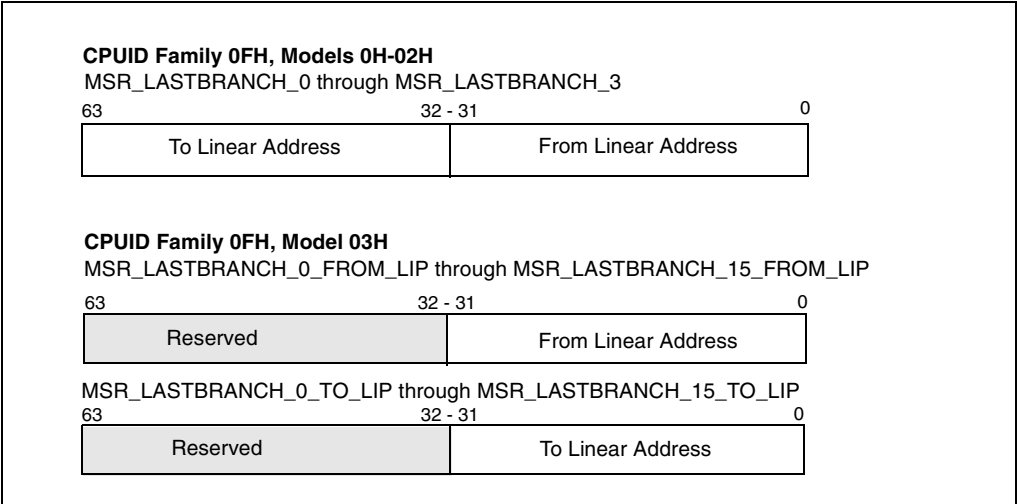 CPUID Family 0FH, Models 0H-02H
MSR_LASTBRANCH_0 through MSR_LASTBRANCH_3
63 32 - 31 0
To Linear Address From Linear Address
CPUID Family 0FH, Model 03H
MSR_LASTBRANCH_0_FROM_LIP through MSR_LASTBRANCH_15_FROM_LIP
63 32 - 31 0
Reserved From Linear Address
MSR_LASTBRANCH_0_TO_LIP through MSR_LASTBRANCH_15_TO_LIP
63 32 - 31 0
Reserved To Linear Address